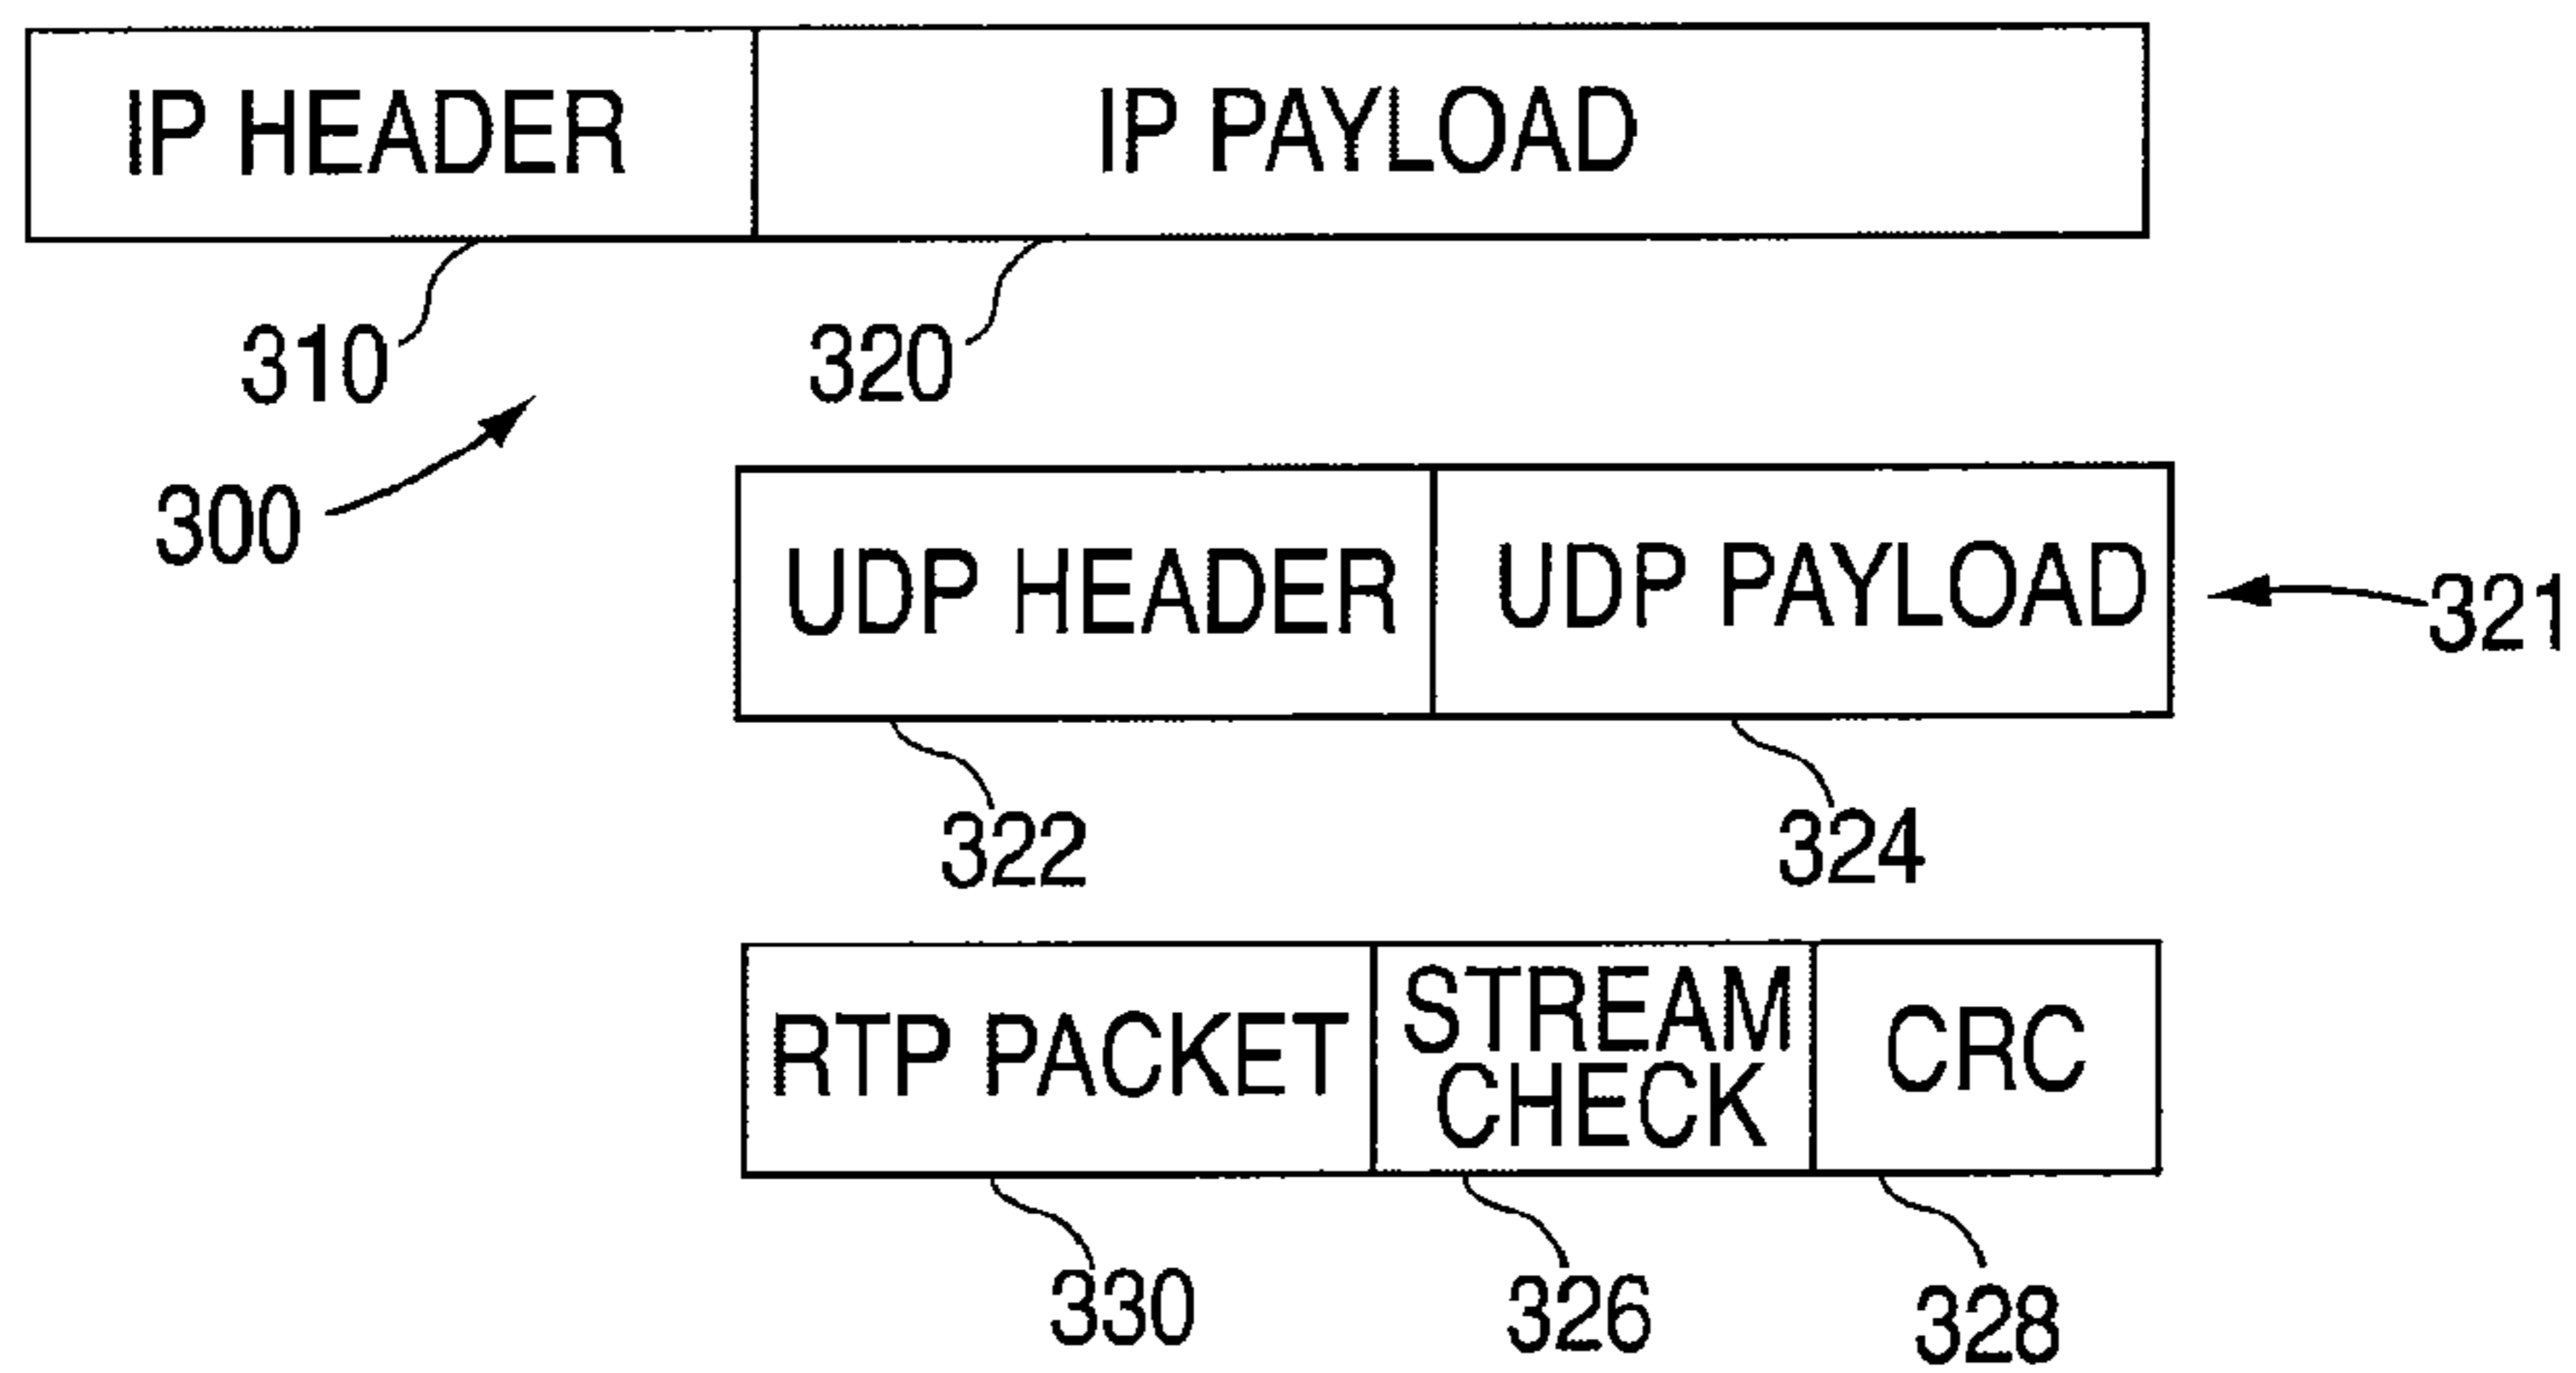 IP HEADER IP PAYLOAD
310 320
300
UDP HEADER UDP PAYLOAD
321
322 324
RTP PACKET STREAM CHECK CRC
330 326 328